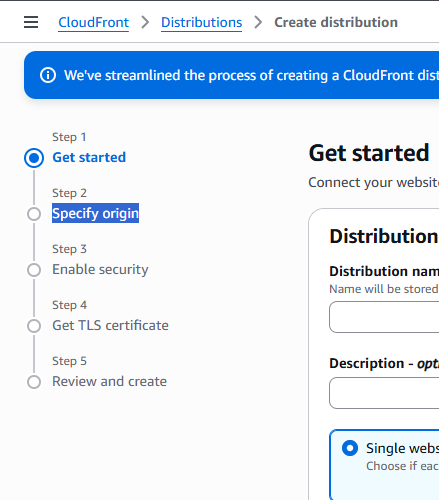 CloudFront > Distributions > Create distribution
We've streamlined the process of creating a CloudFront dist
Step 1
Get started
Step 2
Specify origin
Step 3
Enable security
Step 4
Get TLS certificate
Step 5
Review and create
Get started
Connect your website
Distribution
Distribution nam
Name will be stored
Description - opti
Single webs
Choose if eac